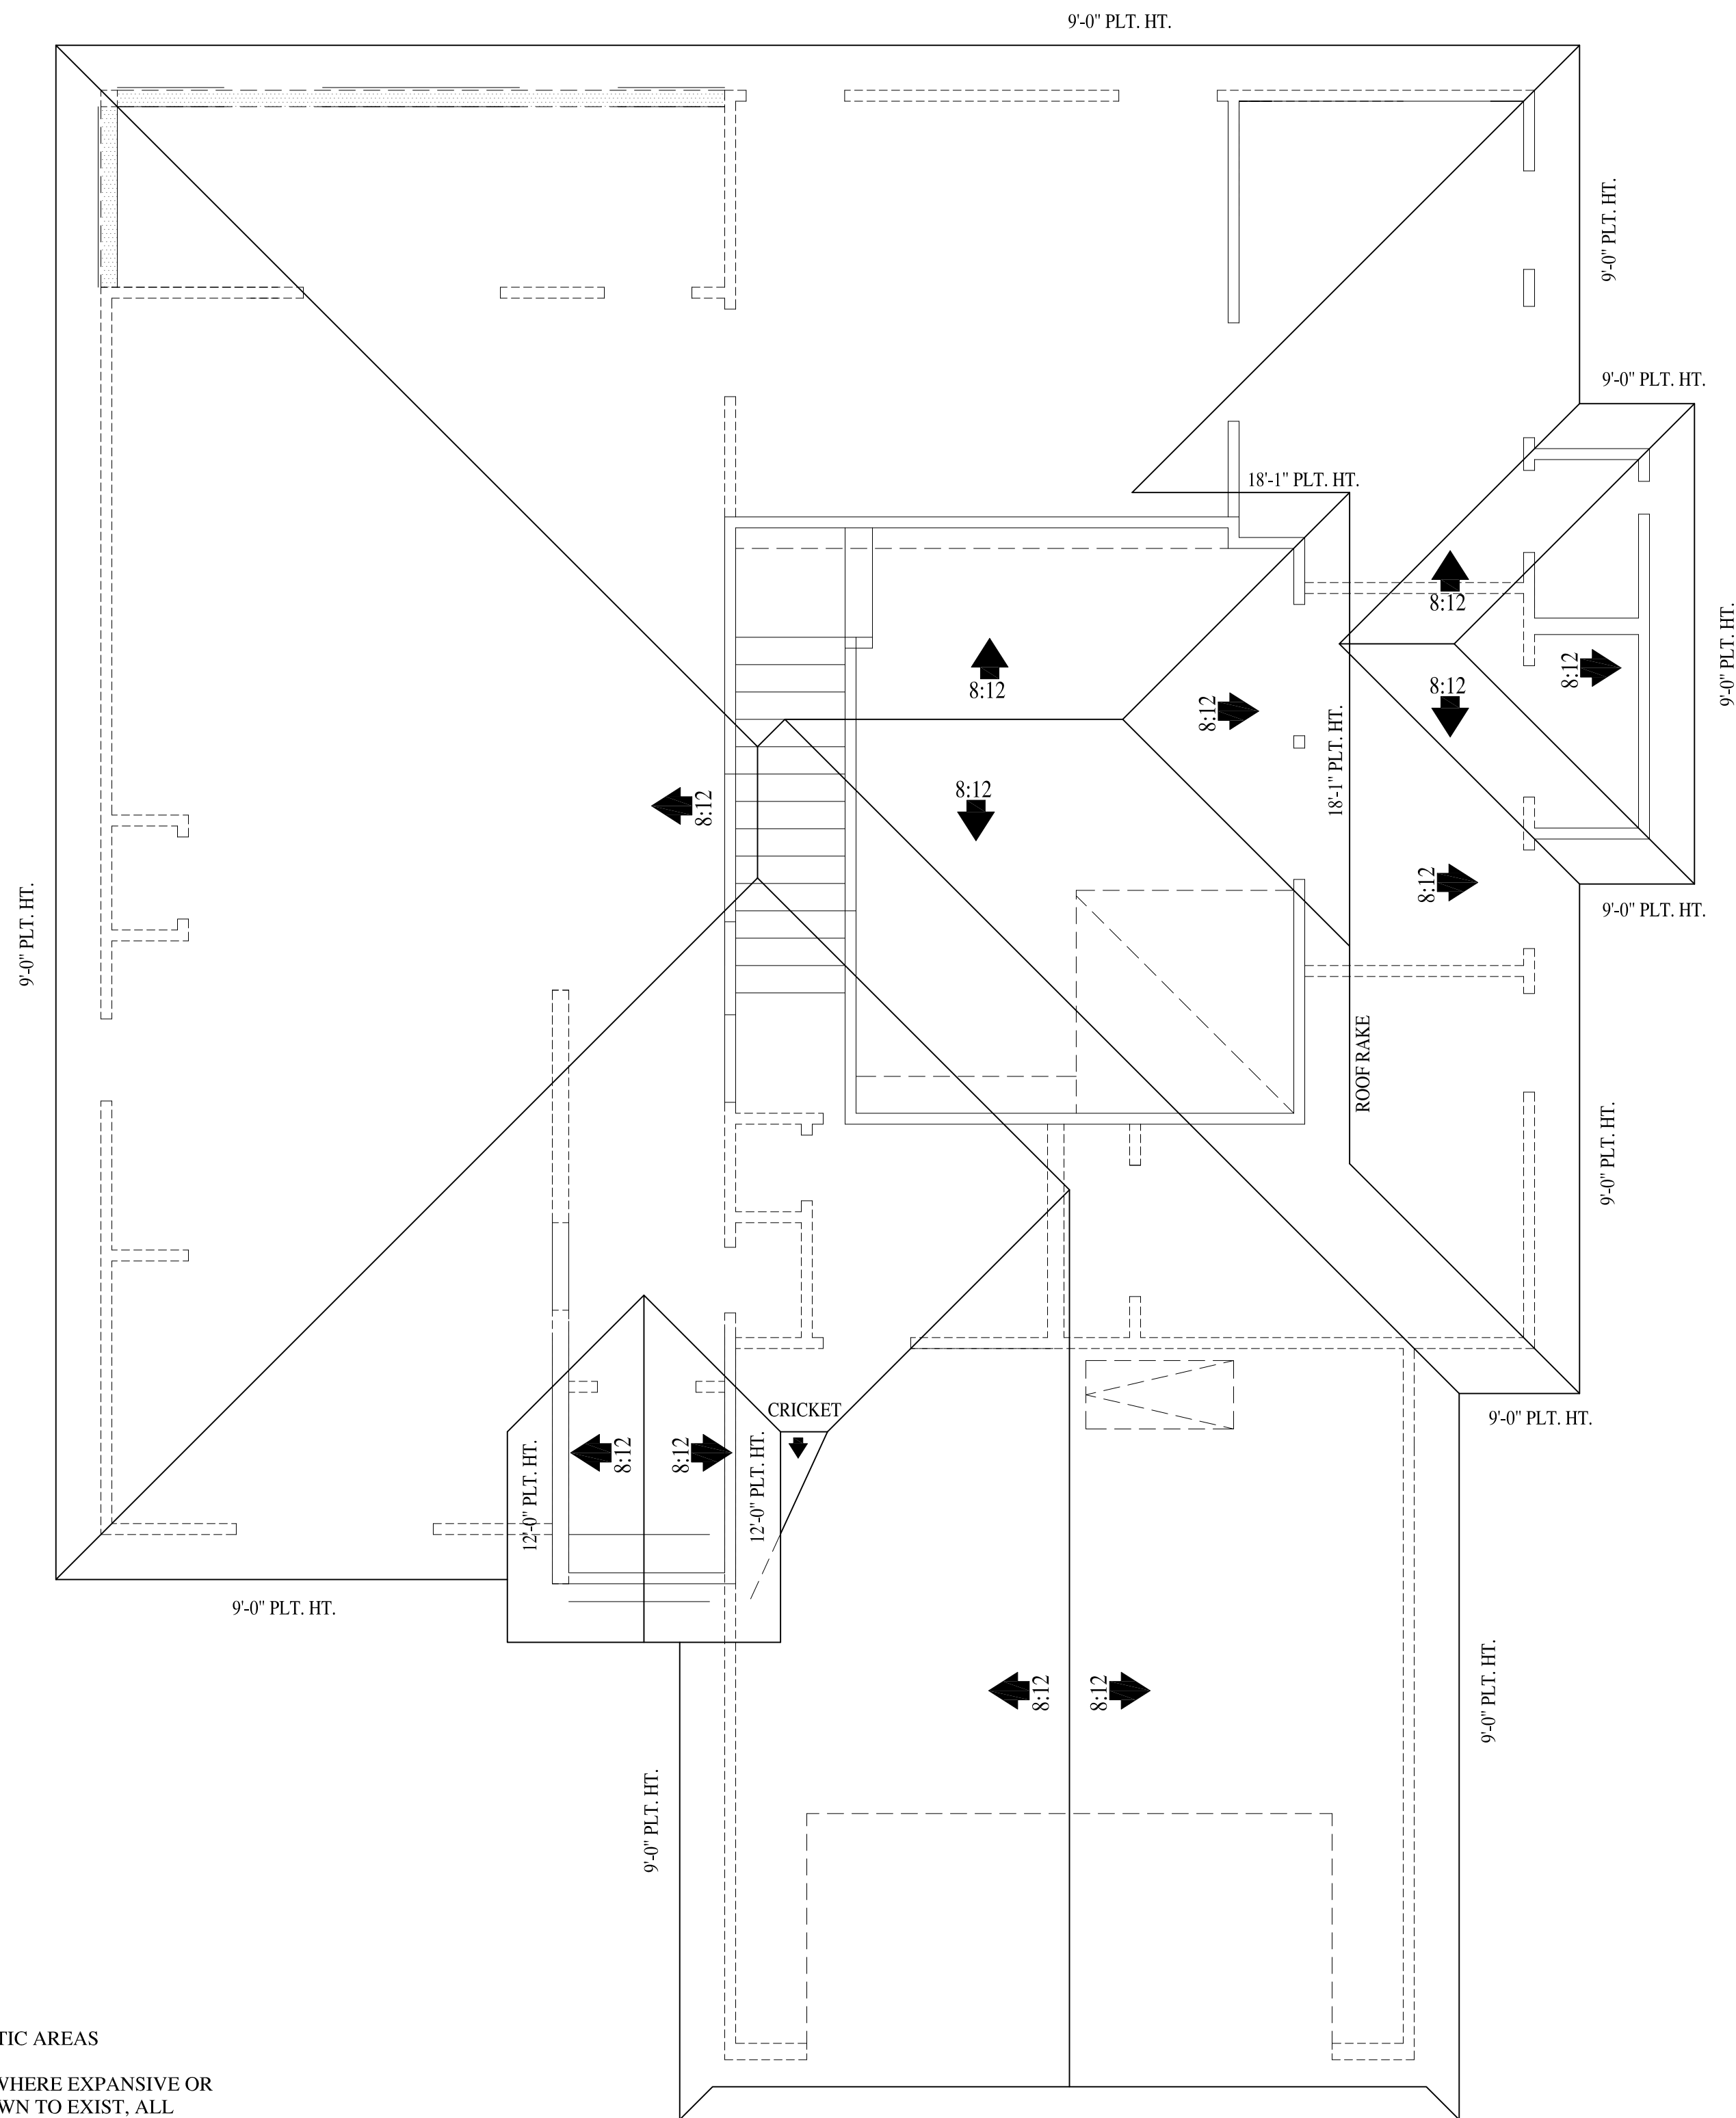 9'-0" PLT. HT.
9'-0" PLT. HT.
9'-0" PLT. HT.
18'-1" PLT. HT.
8:12
8:12
8:12
8:12
8:12
9'-0" PLT. HT.
8:12
8:12
18'-1" PLT. HT.
8:12
9'-0" PLT. HT.
9'-0" PLT. HT.
ROOF RAKE
9'-0" PLT. HT.
CRICKET
9'-0" PLT. HT.
12'-0" PLT. HT.
8:12
8:12
12'-0" PLT. HT.
9'-0" PLT. HT.
8:12
8:12
9'-0" PLT. HT.
9'-0" PLT. HT.
TIC AREAS
WHERE EXPANSIVE OR
WN TO EXIST, ALL